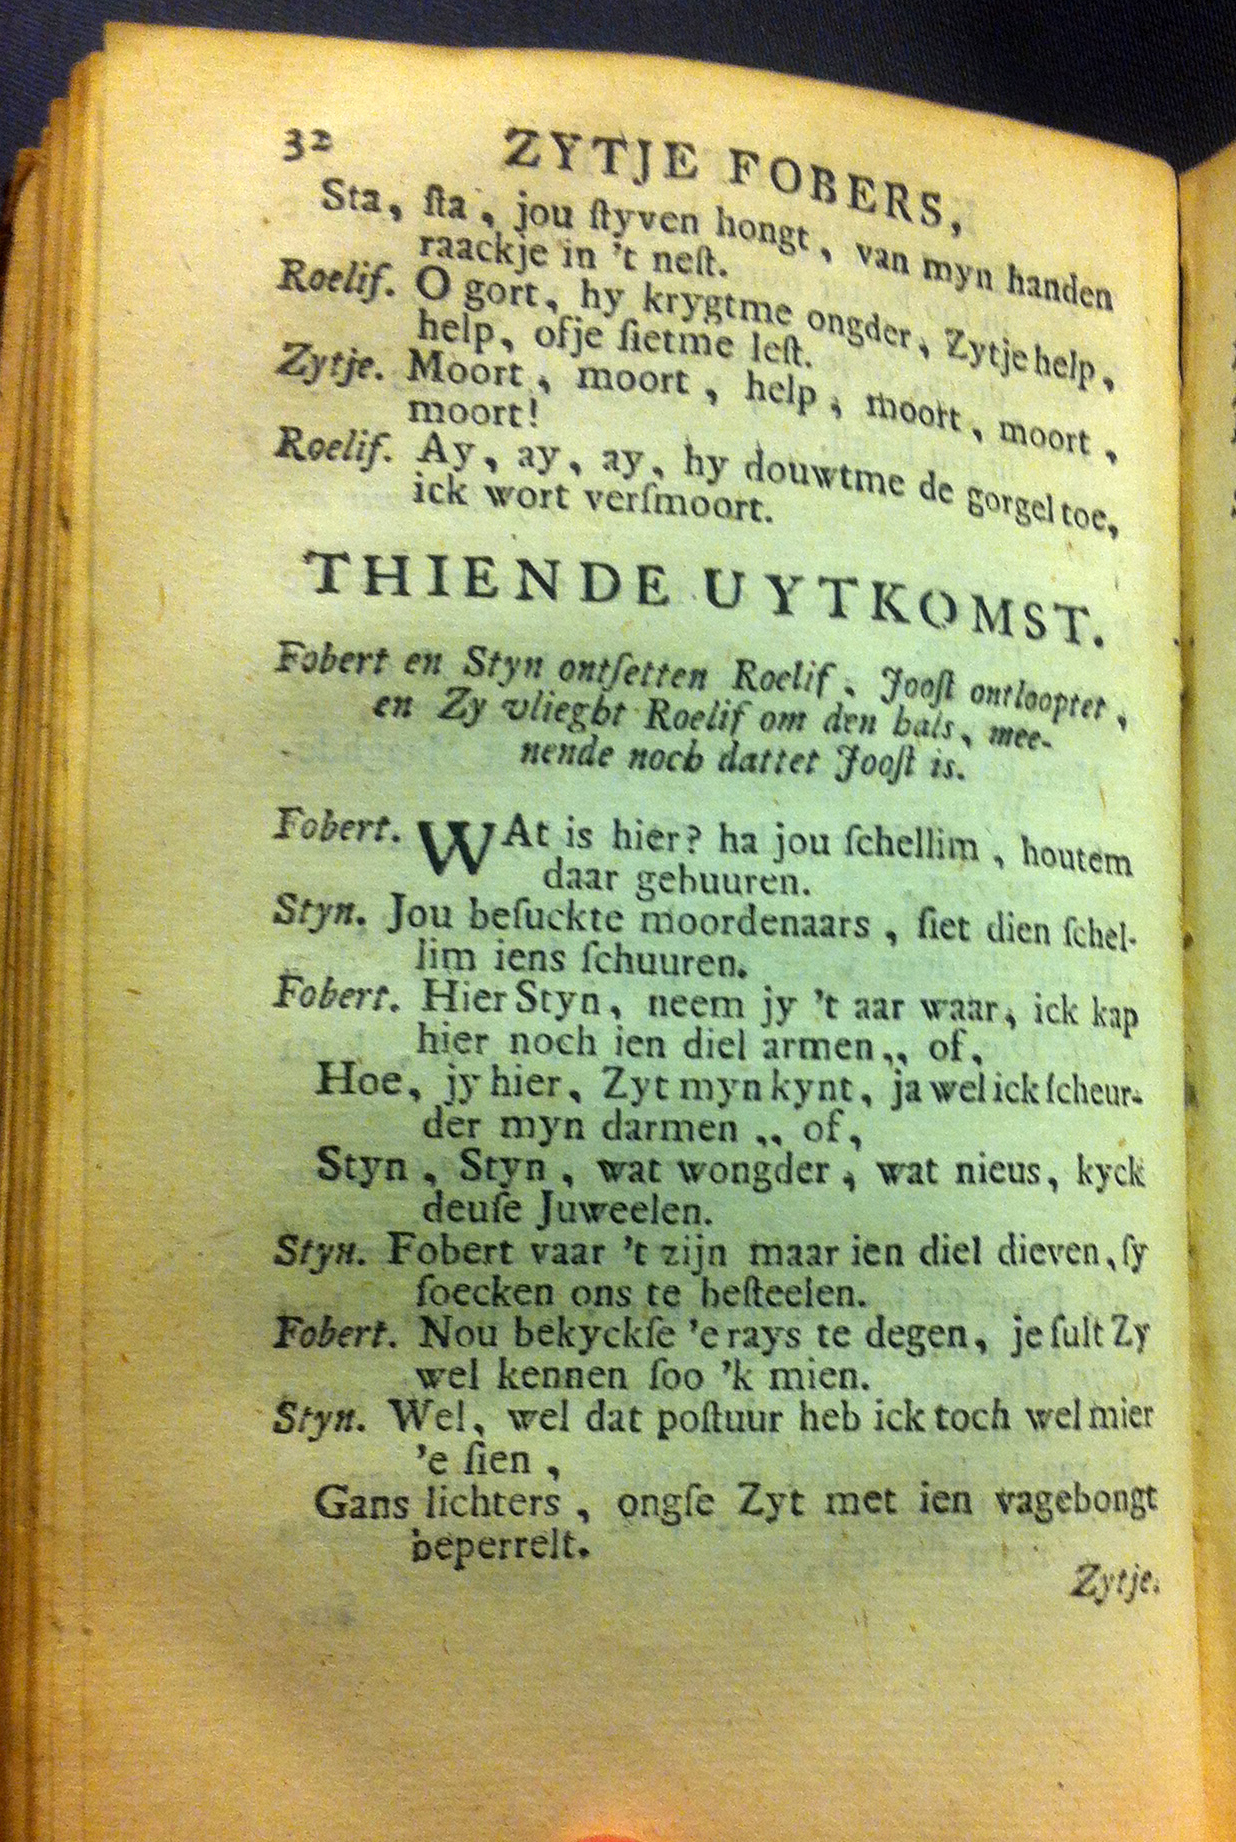 32 ZYTJE FOBERS,
Sta, ſta, jou ſtyven hongt, van myn handen
raackje in 't neſt.
Roelif. O gort, hy krygtme ongder, Zytje help,
help, ofje ſietme leſt.
Zytje. Moort, moort, help, moort, moort,
moort!
Roelif. Ay, ay, ay, hy douwtme de gorgel toe,
ick wort verſmoort.
THIENDE UYTKOMST.
Fobert en Styn ontſetten Roelif. Jooſt ontlooptet,
en Zy vlieght Roelif om den hals, mee-
nende noch dattet Jooſt is.
Fobert. WAt is hier? ha jou ſchellim, houtem
daar gebuuren.
Styn. Jou beſuckte moordenaars, ſiet dien ſchel-
lim iens ſchuuren.
Fobert. Hier Styn, neem jy 't aar waar, ick kap
hier noch ien diel armen,, of,
Hoe, jy hier, Zyt myn kynt, ja wel ick ſcheur-
der myn darmen,, of,
Styn, Styn, wat wongder, wat nieus, kyck
deuſe Juweelen.
Styn. Fobert vaar 't zijn maar ien diel dieven, ſy
ſoecken ons te beſteelen.
Fobert. Nou bekyckſe 'e rays te degen, je ſult Zy
wel kennen ſoo 'k mien.
Styn. Wel, wel dat poſtuur heb ick toch wel mier
'e ſien,
Gans lichters, ongſe Zyt met ien vagebongt
beperrelt.
Zytje.